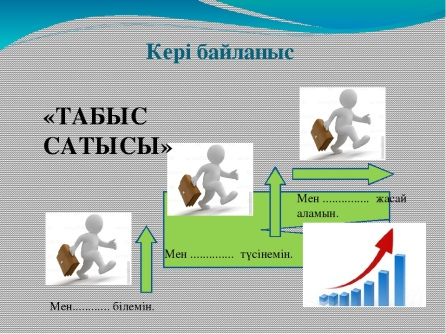 Кері байланыс
«ТАБЫС
САТЫСЫ»
Мен ............... жасай
аламын.
Мен .............. түсінемін.
Мен............ білемін.